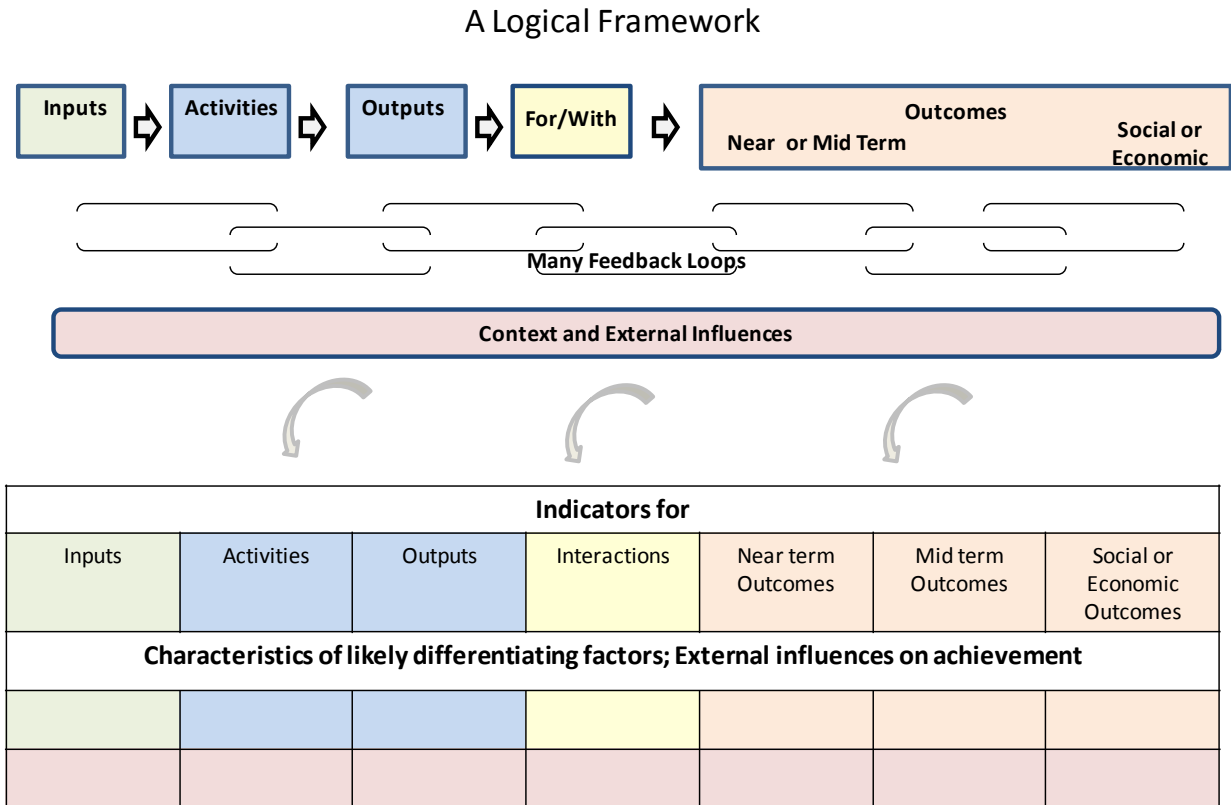 A Logical Framework
Inputs
Activities
Outputs
For/With
Outcomes
Near or Mid Term
Social or
Economic
Many Feedback Loops
Context and External Influences
Indicators for
Inputs
Activities
Outputs
Interactions
Near term
Outcomes
Mid term
Outcomes
Social or
Economic
Outcomes
Characteristics of likely differentiating factors; External influences on achievement